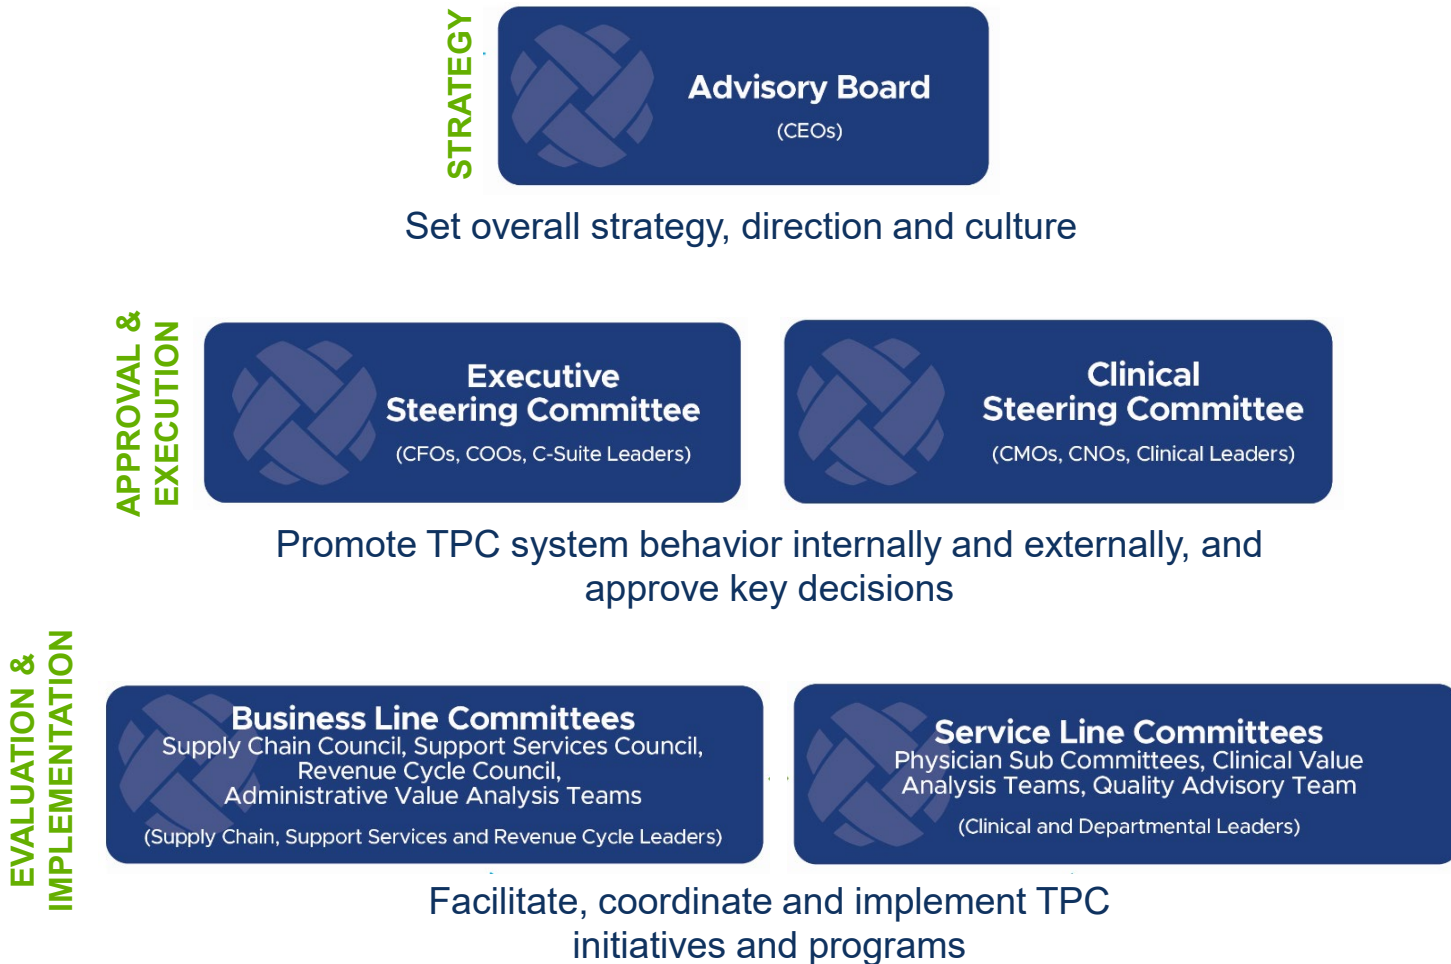 STRATEGY
Advisory Board
(CEOs)
Set overall strategy, direction and culture
APPROVAL &
EXECUTION
Executive
Steering Committee
(CFOs, COOs, C-Suite Leaders)
Clinical
Steering Committee
(CMOs, CNOs, Clinical Leaders)
Promote TPC system behavior internally and externally, and
approve key decisions
EVALUATION &
IMPLEMENTATION
Business Line Committees
Supply Chain Council, Support Services Council,
Revenue Cycle Council,
Administrative Value Analysis Teams
(Supply Chain, Support Services and Revenue Cycle Leaders)
Service Line Committees
Physician Sub Committees, Clinical Value
Analysis Teams, Quality Advisory Team
(Clinical and Departmental Leaders)
Facilitate, coordinate and implement TPC
initiatives and programs